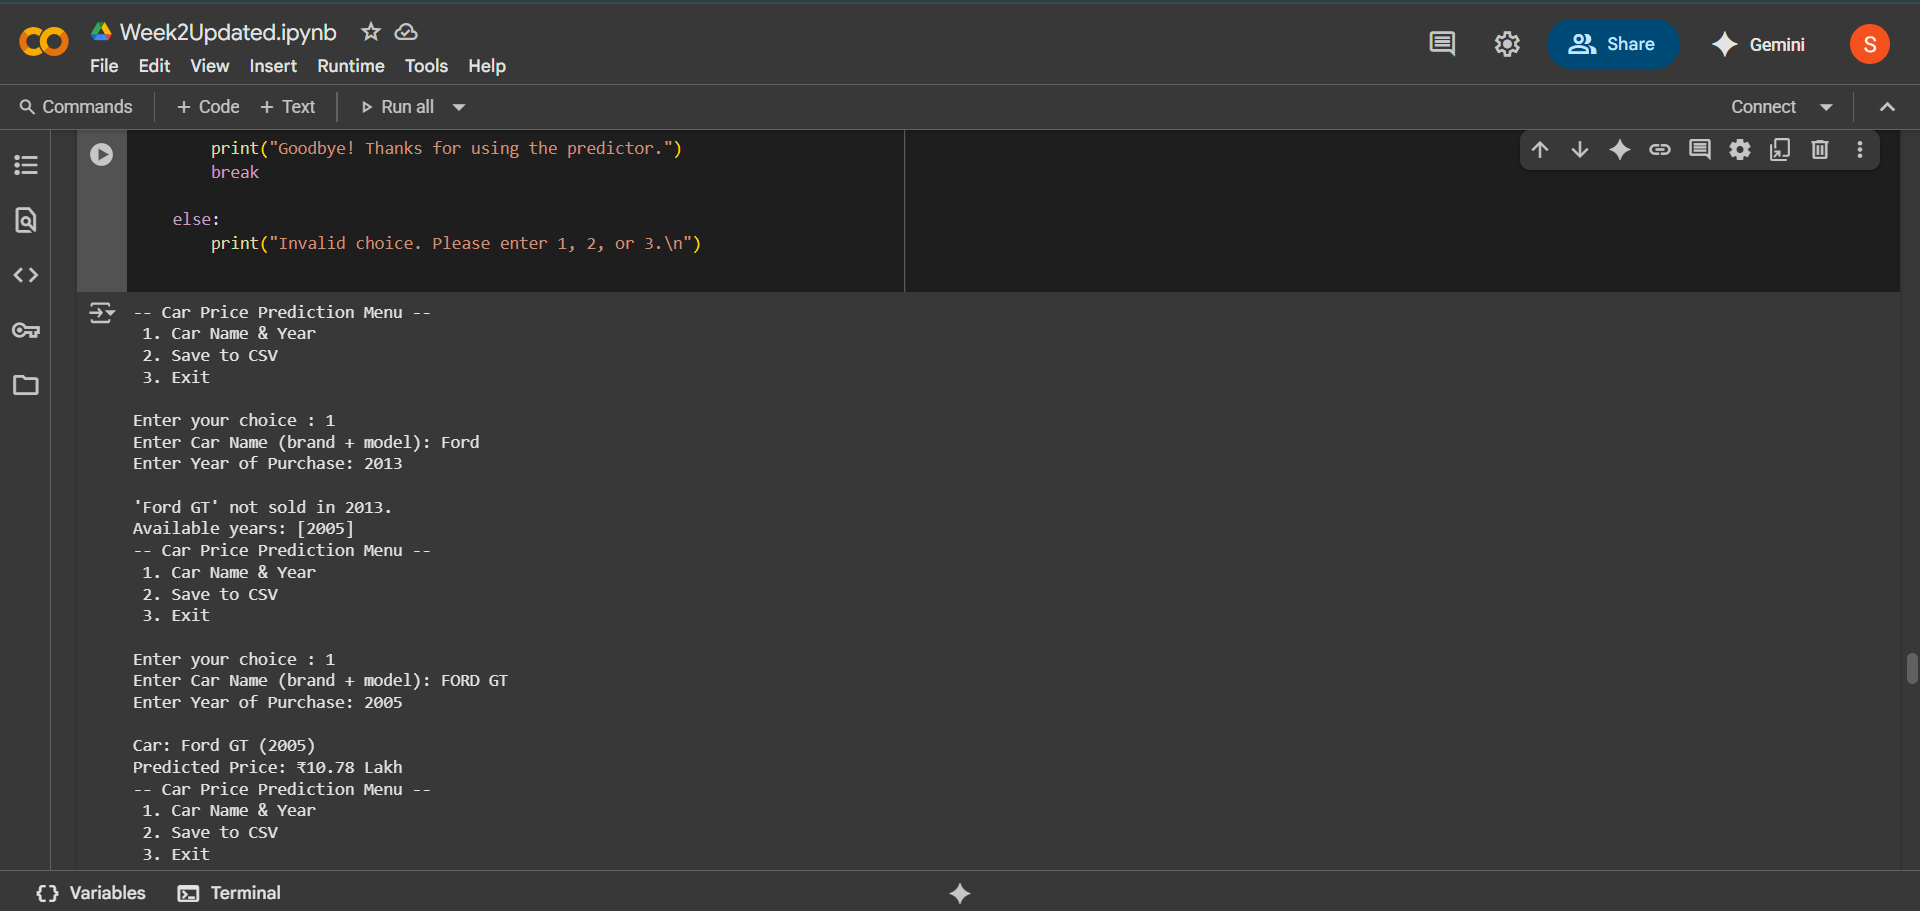 Week2Updated.ipynb
File Edit View Insert Runtime Tools Help
Share
Gemini
S
Commands + Code + Text Run all
Connect
print("Goodbye! Thanks for using the predictor.")
break
else:
print("Invalid choice. Please enter 1, 2, or 3.\n")
-- Car Price Prediction Menu --
1. Car Name & Year
2. Save to CSV
3. Exit
Enter your choice : 1
Enter Car Name (brand + model): Ford
Enter Year of Purchase: 2013
'Ford GT' not sold in 2013.
Available years: [2005]
-- Car Price Prediction Menu --
1. Car Name & Year
2. Save to CSV
3. Exit
Enter your choice : 1
Enter Car Name (brand + model): FORD GT
Enter Year of Purchase: 2005
Car: Ford GT (2005)
Predicted Price: ₹10.78 Lakh
-- Car Price Prediction Menu --
1. Car Name & Year
2. Save to CSV
3. Exit
Variables Terminal